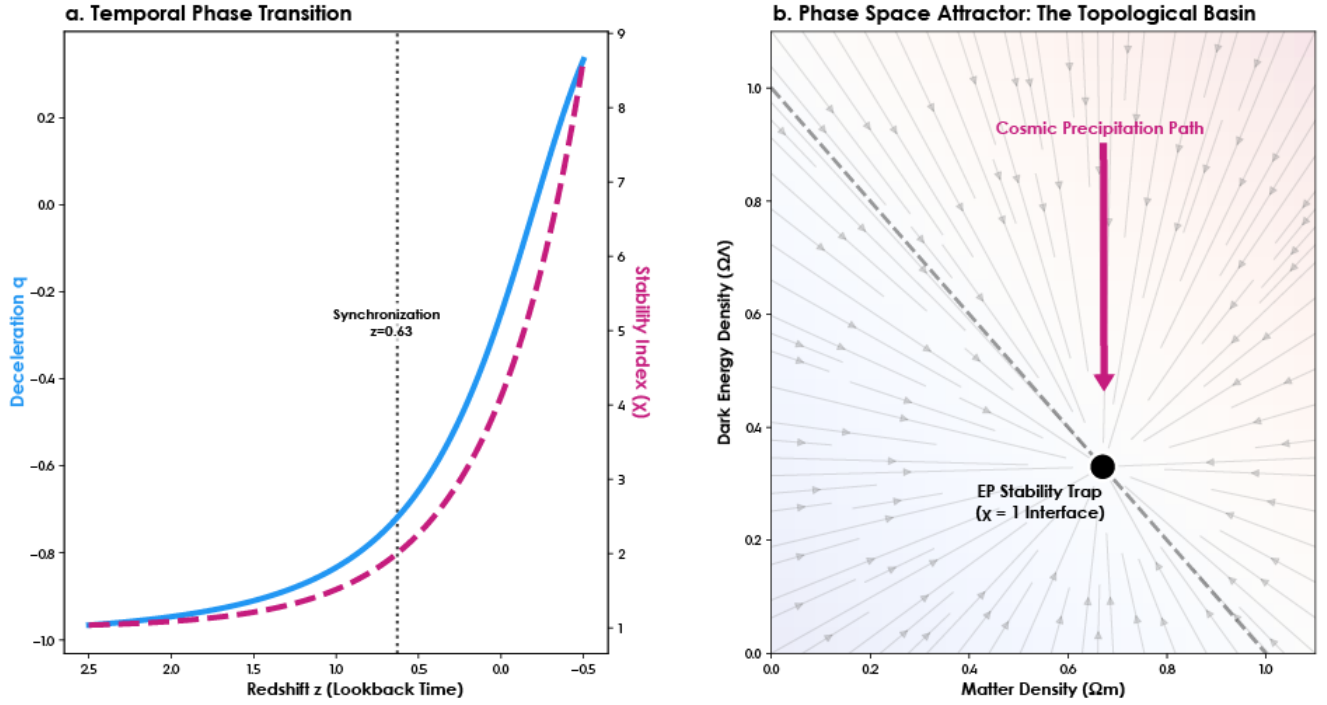 a. Temporal Phase Transition
Deceleration q
0.2
0.0
−0.2
−0.4
−0.6
−0.8
−1.0
Synchronization
z=0.63
9
8
7
6
5
4
3
2
1
Stability Index (χ)
2.5 2.0 1.5 1.0 0.5 0.0 −0.5
Redshift z (Lookback Time)
b. Phase Space Attractor: The Topological Basin
Dark Energy Density (ΩΛ)
1.0
0.8
0.6
0.4
0.2
0.0
Cosmic Precipitation Path
EP Stability Trap
(χ = 1 Interface)
0.0 0.2 0.4 0.6 0.8 1.0
Matter Density (Ωm)